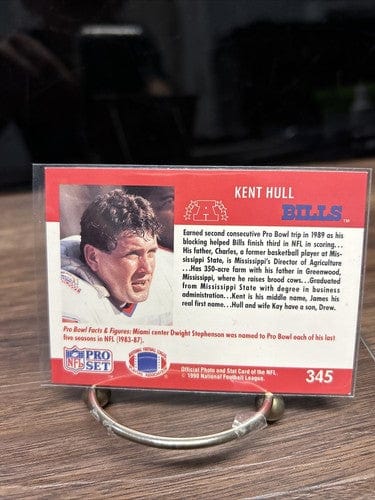 KENT HULL
A
BILLS™
Earned second consecutive Pro Bowl trip in 1989 as his
blocking helped Bills finish third in NFL in scoring...
His father, Charles, a former basketball player at Mis-
sissippi State, is Mississippi's Director of Agriculture
...Has 350-acre farm with his father in Greenwood,
Mississippi, where he raises brood cows...Graduated
from Mississippi State with degree in business
administration...Kent is his middle name, James his
real first name...Hull and wife Kay have a son, Drew.
Pro Bowl Facts & Figures: Miami center Dwight Stephenson was named to Pro Bowl each of his last
five seasons in NFL (1983-87).
NFL PRO SET
Official Photo and Stat Card of the NFL.
© 1990 National Football League.
345